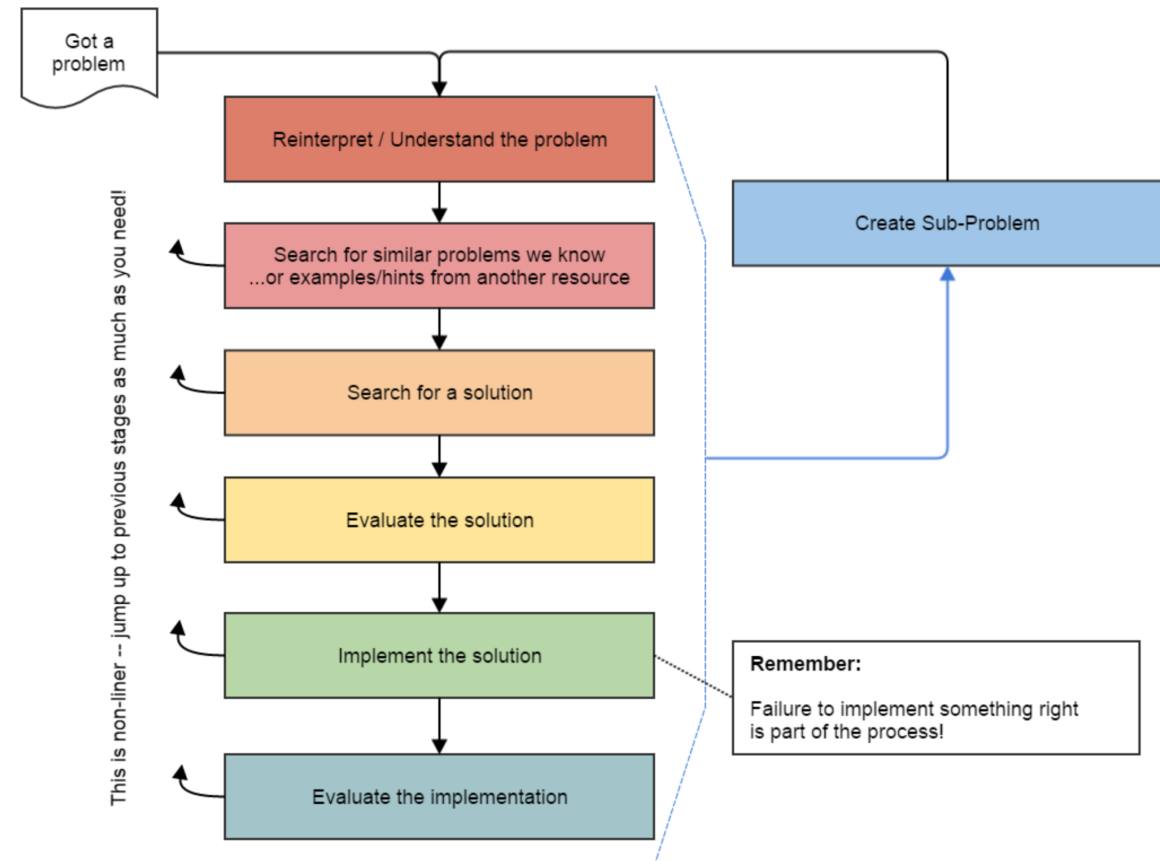 Got a
problem
Reinterpret / Understand the problem
Create Sub-Problem
Search for similar problems we know
...or examples/hints from another resource
Search for a solution
Evaluate the solution
Implement the solution
Remember:
Failure to implement something right
is part of the process!
Evaluate the implementation
This is non-liner -- jump up to previous stages as much as you need!